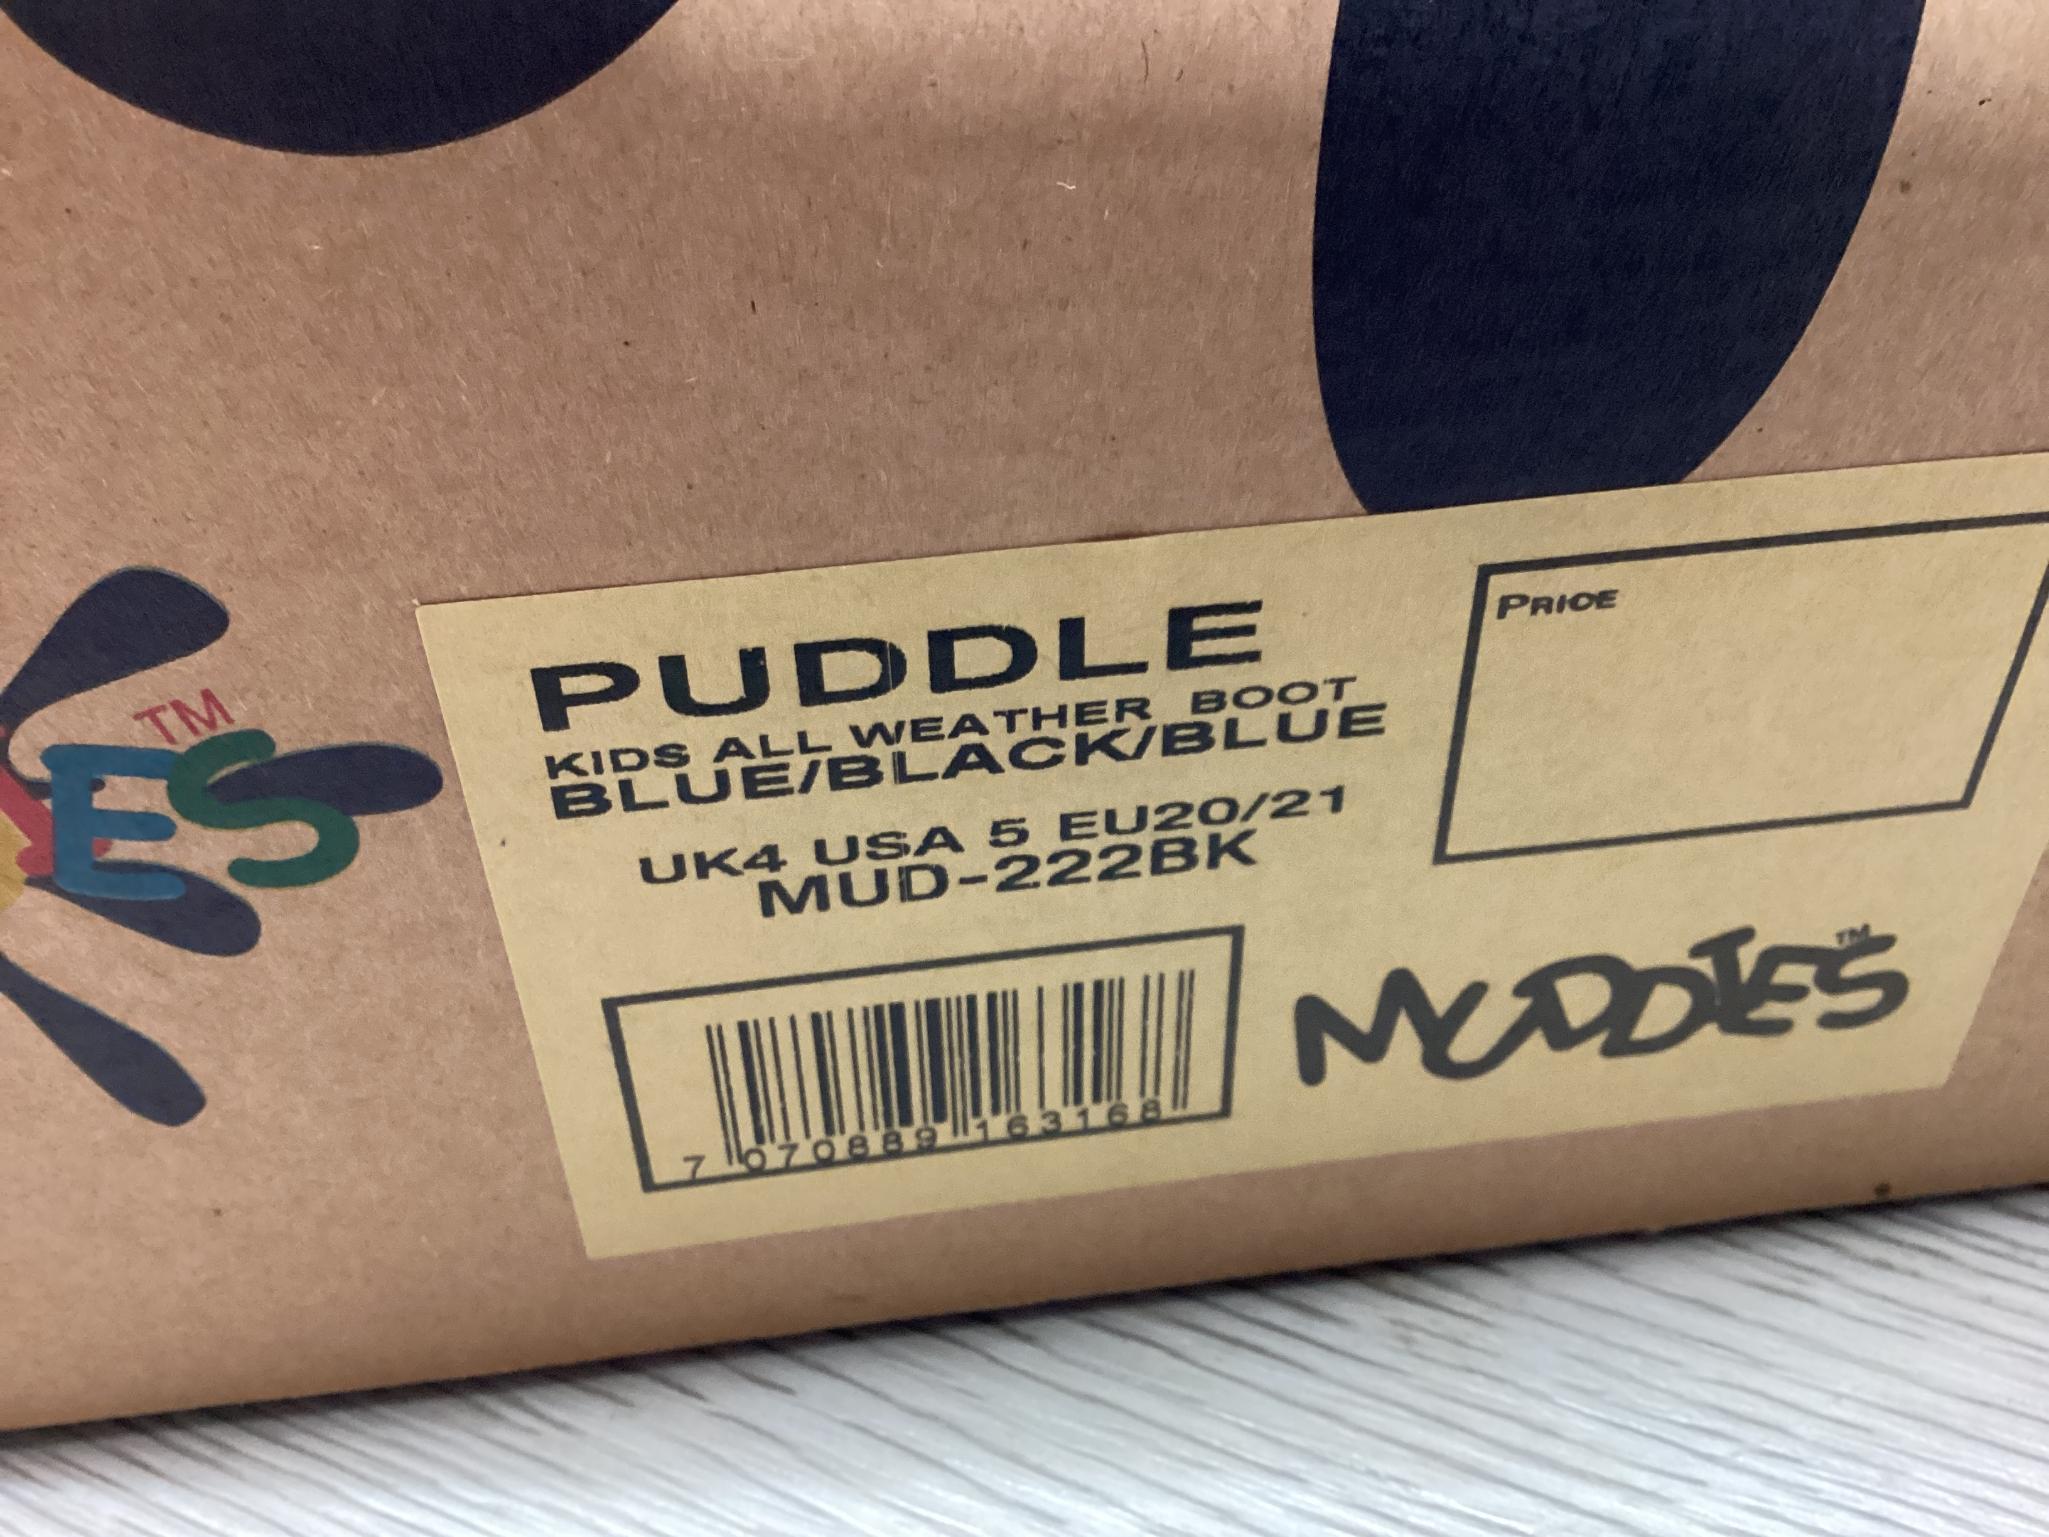 ES™
PUDDLE
KIDS ALL WEATHER BOOT
BLUE/BLACK/BLUE
UK4 USA 5 EU20/21
MUD-222BK
PRICE
7 070889 163168
MUDDIES™